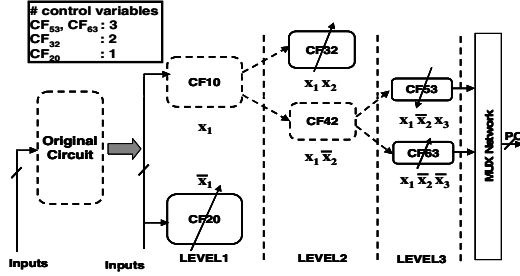 # control variables
CF53, CF63 : 3
CF32 : 2
CF20 : 1
Original
Circuit
Inputs
Inputs
CF10
x1
x̅1
CF20
LEVEL1
CF32
x1 x2
CF42
x1 x̅2
LEVEL2
CF53
x1 x̅2 x3
CF63
x1 x̅2 x̅3
LEVEL3
MUX Network
PO